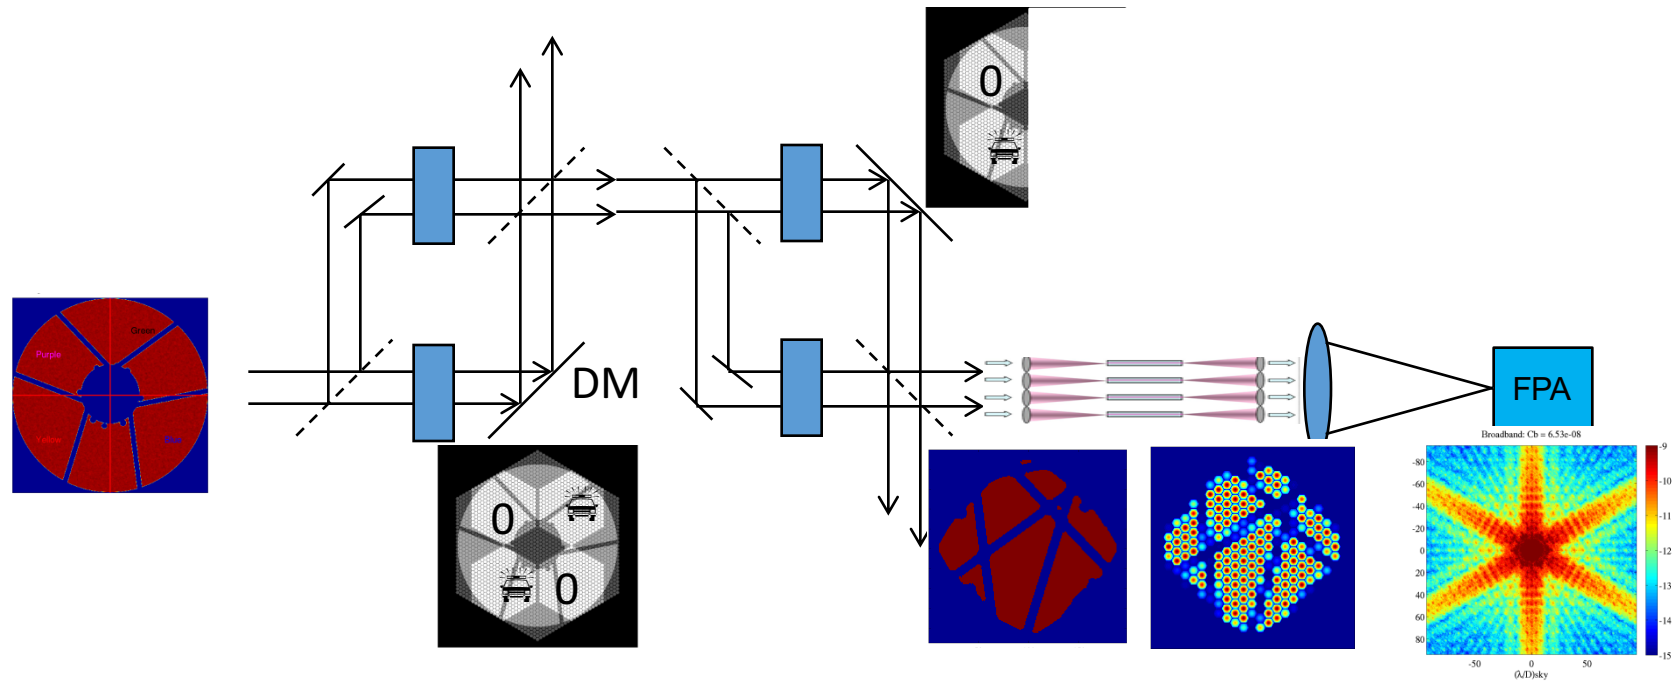 0
Green
Purple
Yellow
Blue
DM
0
0
FPA
Broadband: Cb = 6.53e-08
-80
-60
-40
-20
0
20
40
60
80
-50 0 50
(λ/D)sky
-9
-10
-11
-12
-13
-14
-15